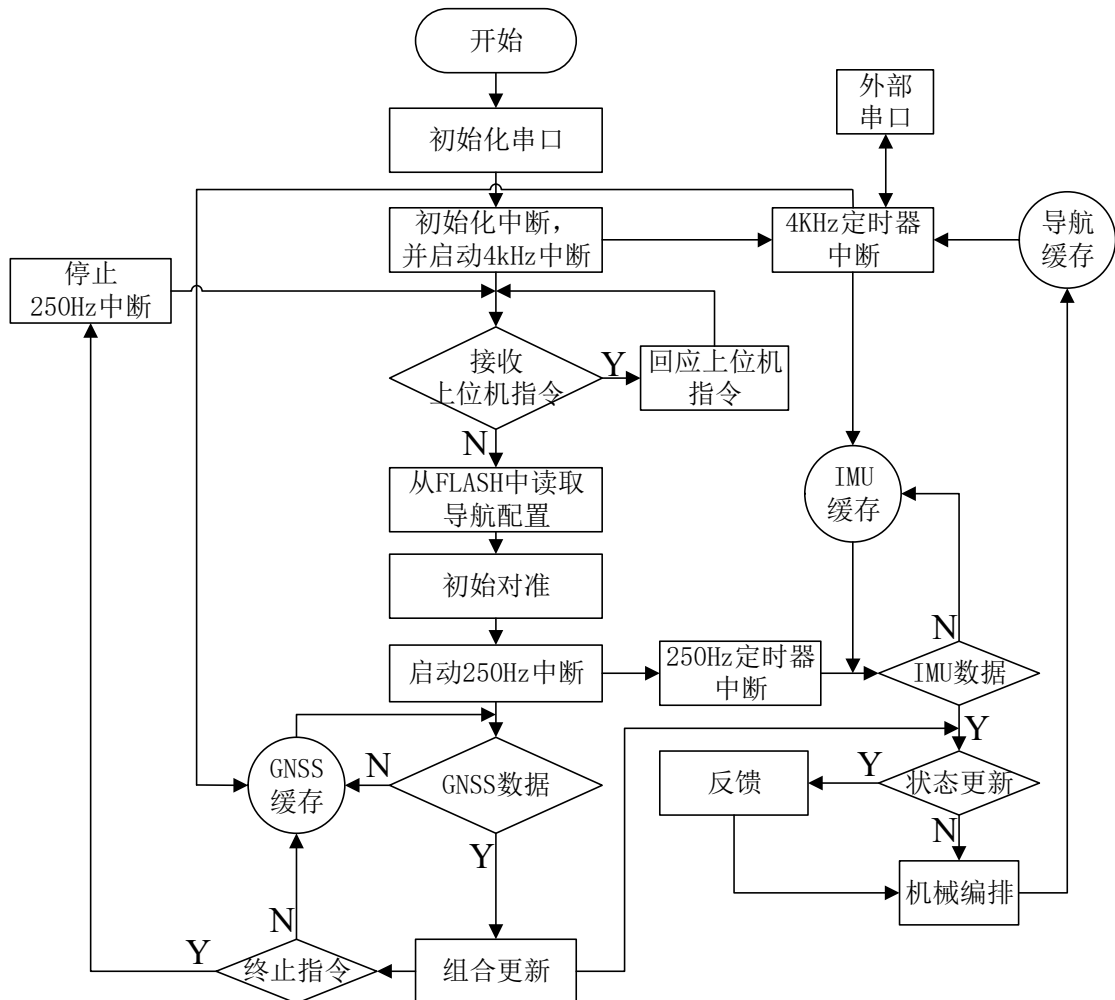 开始
初始化串口
外部
串口
初始化中断，
并启动4kHz中断
4KHz定时器
中断
导航
缓存
停止
250Hz中断
接收
上位机指令
Y
回应上位机
指令
N
从FLASH中读取
导航配置
IMU
缓存
初始对准
N
启动250Hz中断
250Hz定时器
中断
IMU数据
Y
GNSS
缓存
N
GNSS数据
反馈
Y
状态更新
Y
N
机械编排
N
Y
终止指令
组合更新